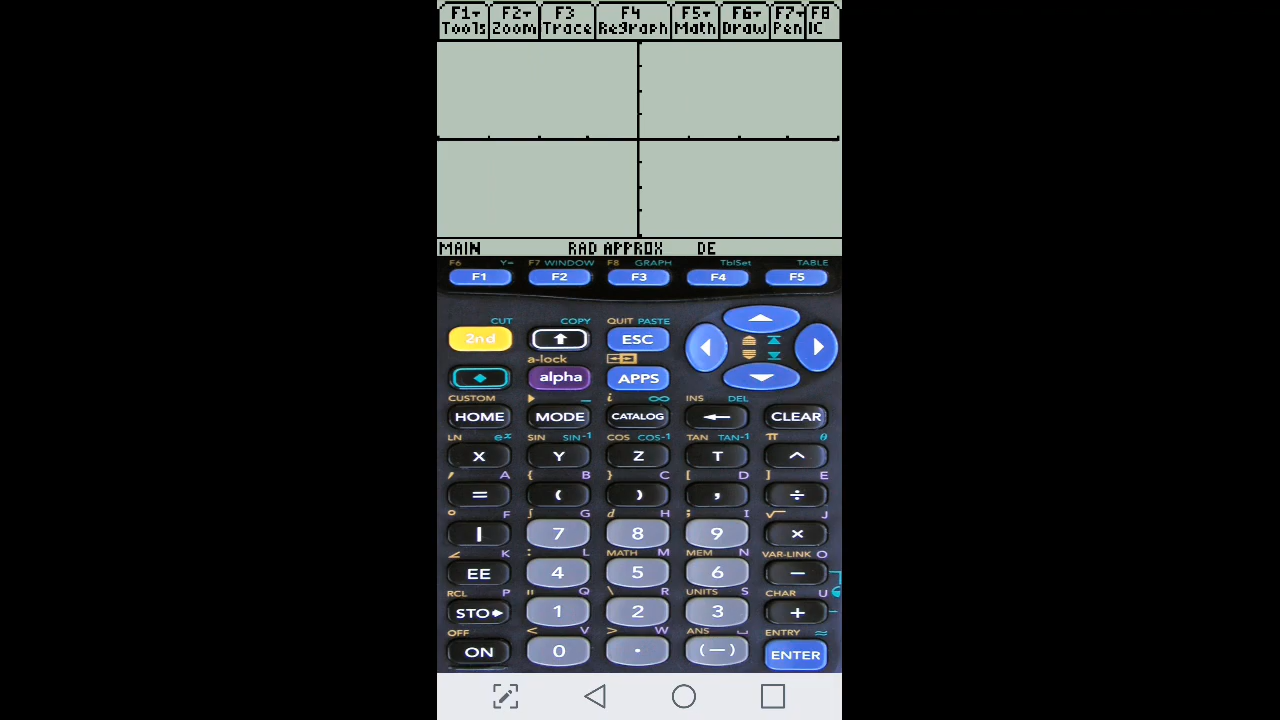 F1 F2 F3 F4 F5 F6 F7 F8
Tools Zoom Trace ReGraph Math Draw Pen IC
MAIN RAD APPROX DE
F6 Y= F7 WINDOW F8 GRAPH TblSet TABLE
F1 F2 F3 F4 F5
CUT COPY QUIT PASTE
2nd ESC
a-lock
alpha APPS
CUSTOM i ∞ INS DEL
HOME MODE CATALOG ← CLEAR
LN eˣ SIN SIN⁻¹ COS COS⁻¹ TAN TAN⁻¹ π θ
X Y Z T ^
' A { B } C [ D ] E
= ( ) , ÷
° F ∫ G d H ; I √ J
| 7 8 9 ×
∠ K : L MATH M MEM N VAR-LINK O
EE 4 5 6 −
RCL P " Q \ R UNITS S CHAR U
STO▸ 1 2 3 +
OFF < V > W ANS ENTRY ≈
ON 0 . (−) ENTER